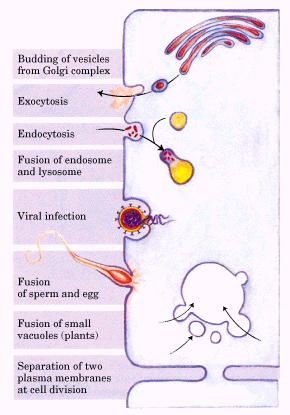 Budding of vesicles
from Golgi complex
Exocytosis
Endocytosis
Fusion of endosome
and lysosome
Viral infection
Fusion
of sperm and egg
Fusion of small
vacuoles (plants)
Separation of two
plasma membranes
at cell division